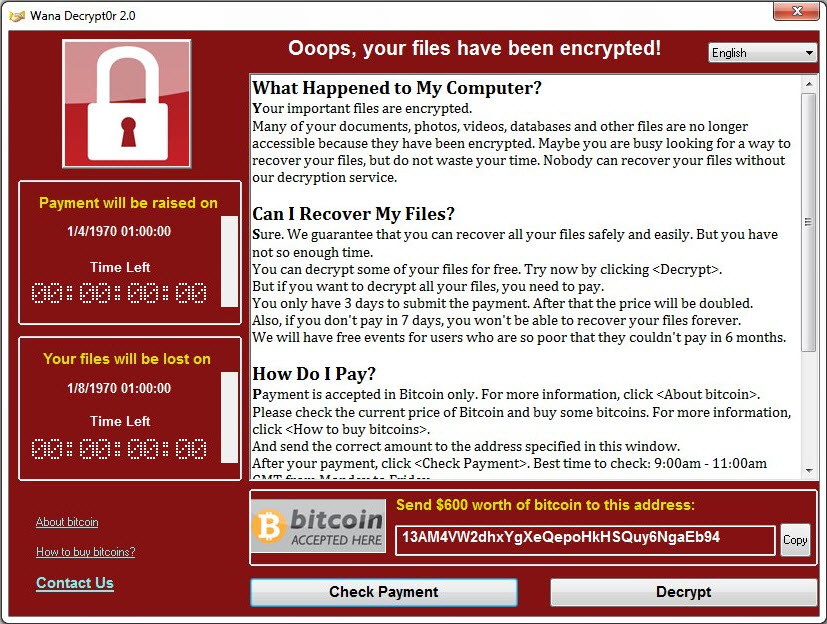 Wana Decrypt0r 2.0
Ooops, your files have been encrypted!
English
What Happened to My Computer?
Your important files are encrypted.
Many of your documents, photos, videos, databases and other files are no longer
accessible because they have been encrypted. Maybe you are busy looking for a way to
recover your files, but do not waste your time. Nobody can recover your files without
our decryption service.
Can I Recover My Files?
Sure. We guarantee that you can recover all your files safely and easily. But you have
not so enough time.
You can decrypt some of your files for free. Try now by clicking <Decrypt>.
But if you want to decrypt all your files, you need to pay.
You only have 3 days to submit the payment. After that the price will be doubled.
Also, if you don't pay in 7 days, you won't be able to recover your files forever.
We will have free events for users who are so poor that they couldn't pay in 6 months.
How Do I Pay?
Payment is accepted in Bitcoin only. For more information, click <About bitcoin>.
Please check the current price of Bitcoin and buy some bitcoins. For more information,
click <How to buy bitcoins>.
And send the correct amount to the address specified in this window.
After your payment, click <Check Payment>. Best time to check: 9:00am - 11:00am
GMT from Monday to Friday.
Payment will be raised on
1/4/1970 01:00:00
Time Left
00:00:00:00
Your files will be lost on
1/8/1970 01:00:00
Time Left
00:00:00:00
About bitcoin
How to buy bitcoins?
Contact Us
bitcoin
ACCEPTED HERE
Send $600 worth of bitcoin to this address:
13AM4VW2dhxYgXeQepoHkHSQuy6NgaEb94
Copy
Check Payment
Decrypt